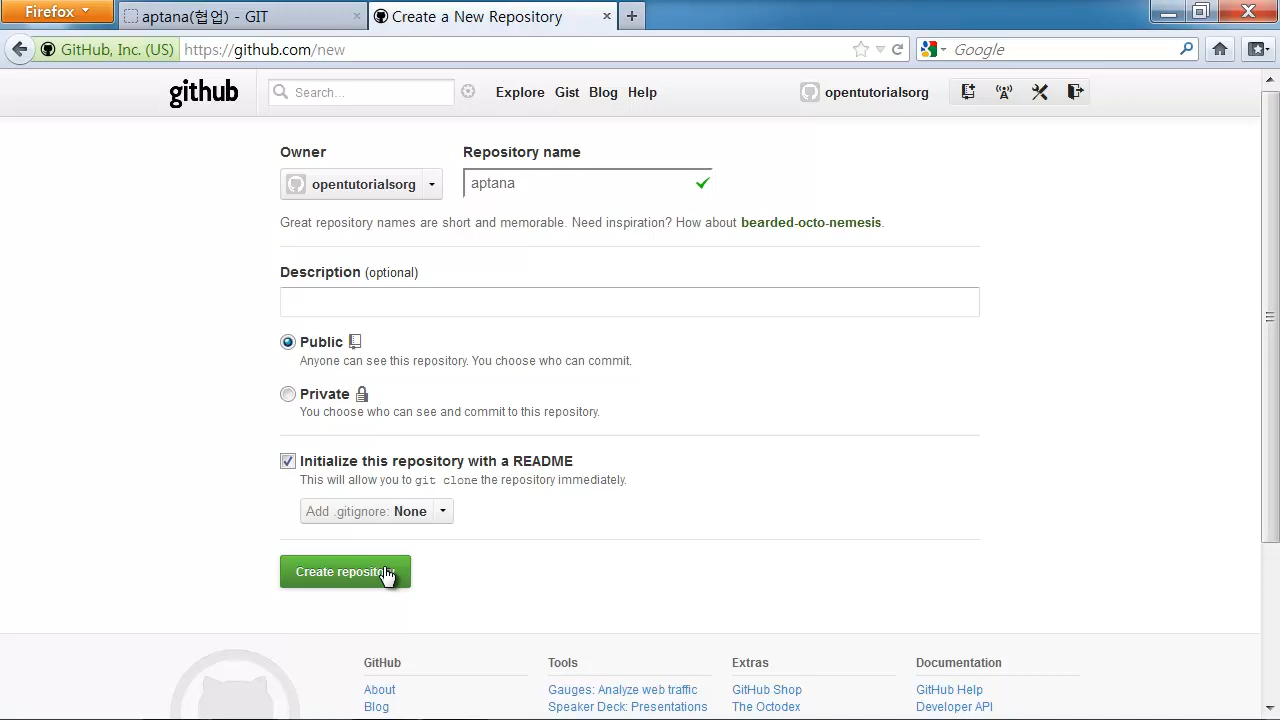 Firefox
aptana(협업) - GIT
Create a New Repository
GitHub, Inc. (US)
https://github.com/new
Google
github
Search...
Explore
Gist
Blog
Help
opentutorialsorg
Owner
Repository name
opentutorialsorg
aptana
Great repository names are short and memorable. Need inspiration? How about bearded-octo-nemesis.
Description (optional)
Public
Anyone can see this repository. You choose who can commit.
Private
You choose who can see and commit to this repository.
Initialize this repository with a README
This will allow you to git clone the repository immediately.
Add .gitignore: None
Create repository
GitHub
Tools
Extras
Documentation
About
Gauges: Analyze web traffic
GitHub Shop
GitHub Help
Blog
Speaker Deck: Presentations
The Octodex
Developer API